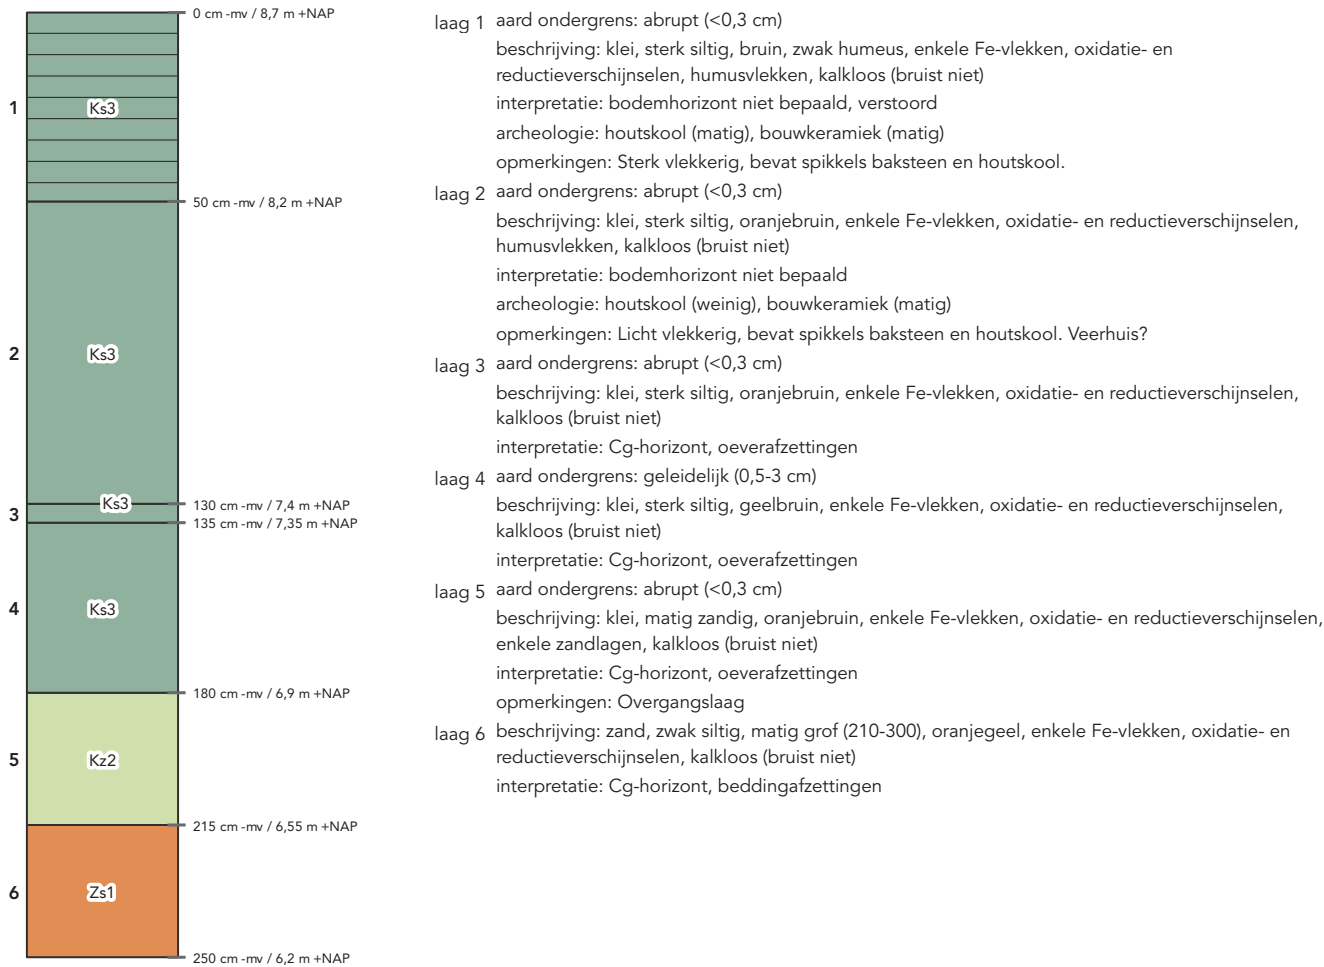 0 cm -mv / 8,7 m +NAP
1
Ks3
50 cm -mv / 8,2 m +NAP
2
Ks3
Ks3
130 cm -mv / 7,4 m +NAP
3
135 cm -mv / 7,35 m +NAP
4
Ks3
180 cm -mv / 6,9 m +NAP
5
Kz2
215 cm -mv / 6,55 m +NAP
6
Zs1
250 cm -mv / 6,2 m +NAP
laag 1 aard ondergrens: abrupt (<0,3 cm)
beschrijving: klei, sterk siltig, bruin, zwak humeus, enkele Fe-vlekken, oxidatie- en
reductieverschijnselen, humusvlekken, kalkloos (bruist niet)
interpretatie: bodemhorizont niet bepaald, verstoord
archeologie: houtskool (matig), bouwkeramiek (matig)
opmerkingen: Sterk vlekkerig, bevat spikkels baksteen en houtskool.
laag 2 aard ondergrens: abrupt (<0,3 cm)
beschrijving: klei, sterk siltig, oranjebruin, enkele Fe-vlekken, oxidatie- en reductieverschijnselen,
humusvlekken, kalkloos (bruist niet)
interpretatie: bodemhorizont niet bepaald
archeologie: houtskool (weinig), bouwkeramiek (matig)
opmerkingen: Licht vlekkerig, bevat spikkels baksteen en houtskool. Veerhuis?
laag 3 aard ondergrens: abrupt (<0,3 cm)
beschrijving: klei, sterk siltig, oranjebruin, enkele Fe-vlekken, oxidatie- en reductieverschijnselen,
kalkloos (bruist niet)
interpretatie: Cg-horizont, oeverafzettingen
laag 4 aard ondergrens: geleidelijk (0,5-3 cm)
beschrijving: klei, sterk siltig, geelbruin, enkele Fe-vlekken, oxidatie- en reductieverschijnselen,
kalkloos (bruist niet)
interpretatie: Cg-horizont, oeverafzettingen
laag 5 aard ondergrens: abrupt (<0,3 cm)
beschrijving: klei, matig zandig, oranjebruin, enkele Fe-vlekken, oxidatie- en reductieverschijnselen,
enkele zandlagen, kalkloos (bruist niet)
interpretatie: Cg-horizont, oeverafzettingen
opmerkingen: Overgangslaag
laag 6 beschrijving: zand, zwak siltig, matig grof (210-300), oranjegeel, enkele Fe-vlekken, oxidatie- en
reductieverschijnselen, kalkloos (bruist niet)
interpretatie: Cg-horizont, beddingafzettingen